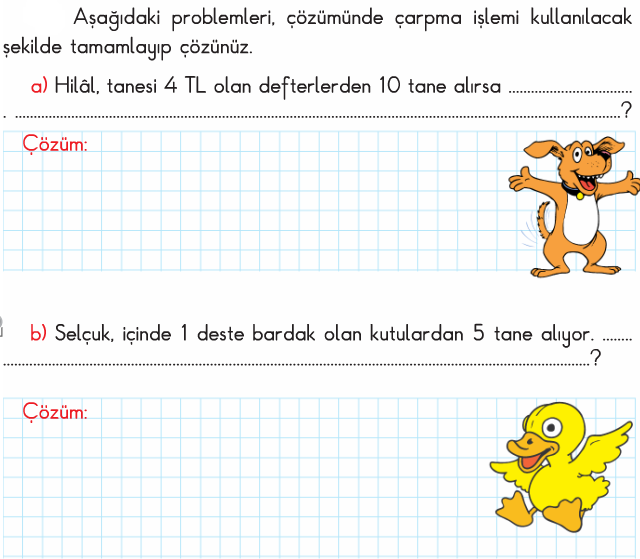 Aşağıdaki problemleri, çözümünde çarpma işlemi kullanılacak
şekilde tamamlayıp çözünüz.
a) Hilâl, tanesi 4 TL olan defterlerden 10 tane alırsa ................................
. ................................................................................................................................?
Çözüm:
b) Selçuk, içinde 1 deste bardak olan kutulardan 5 tane alıyor. ........
................................................................................................................................?
Çözüm: